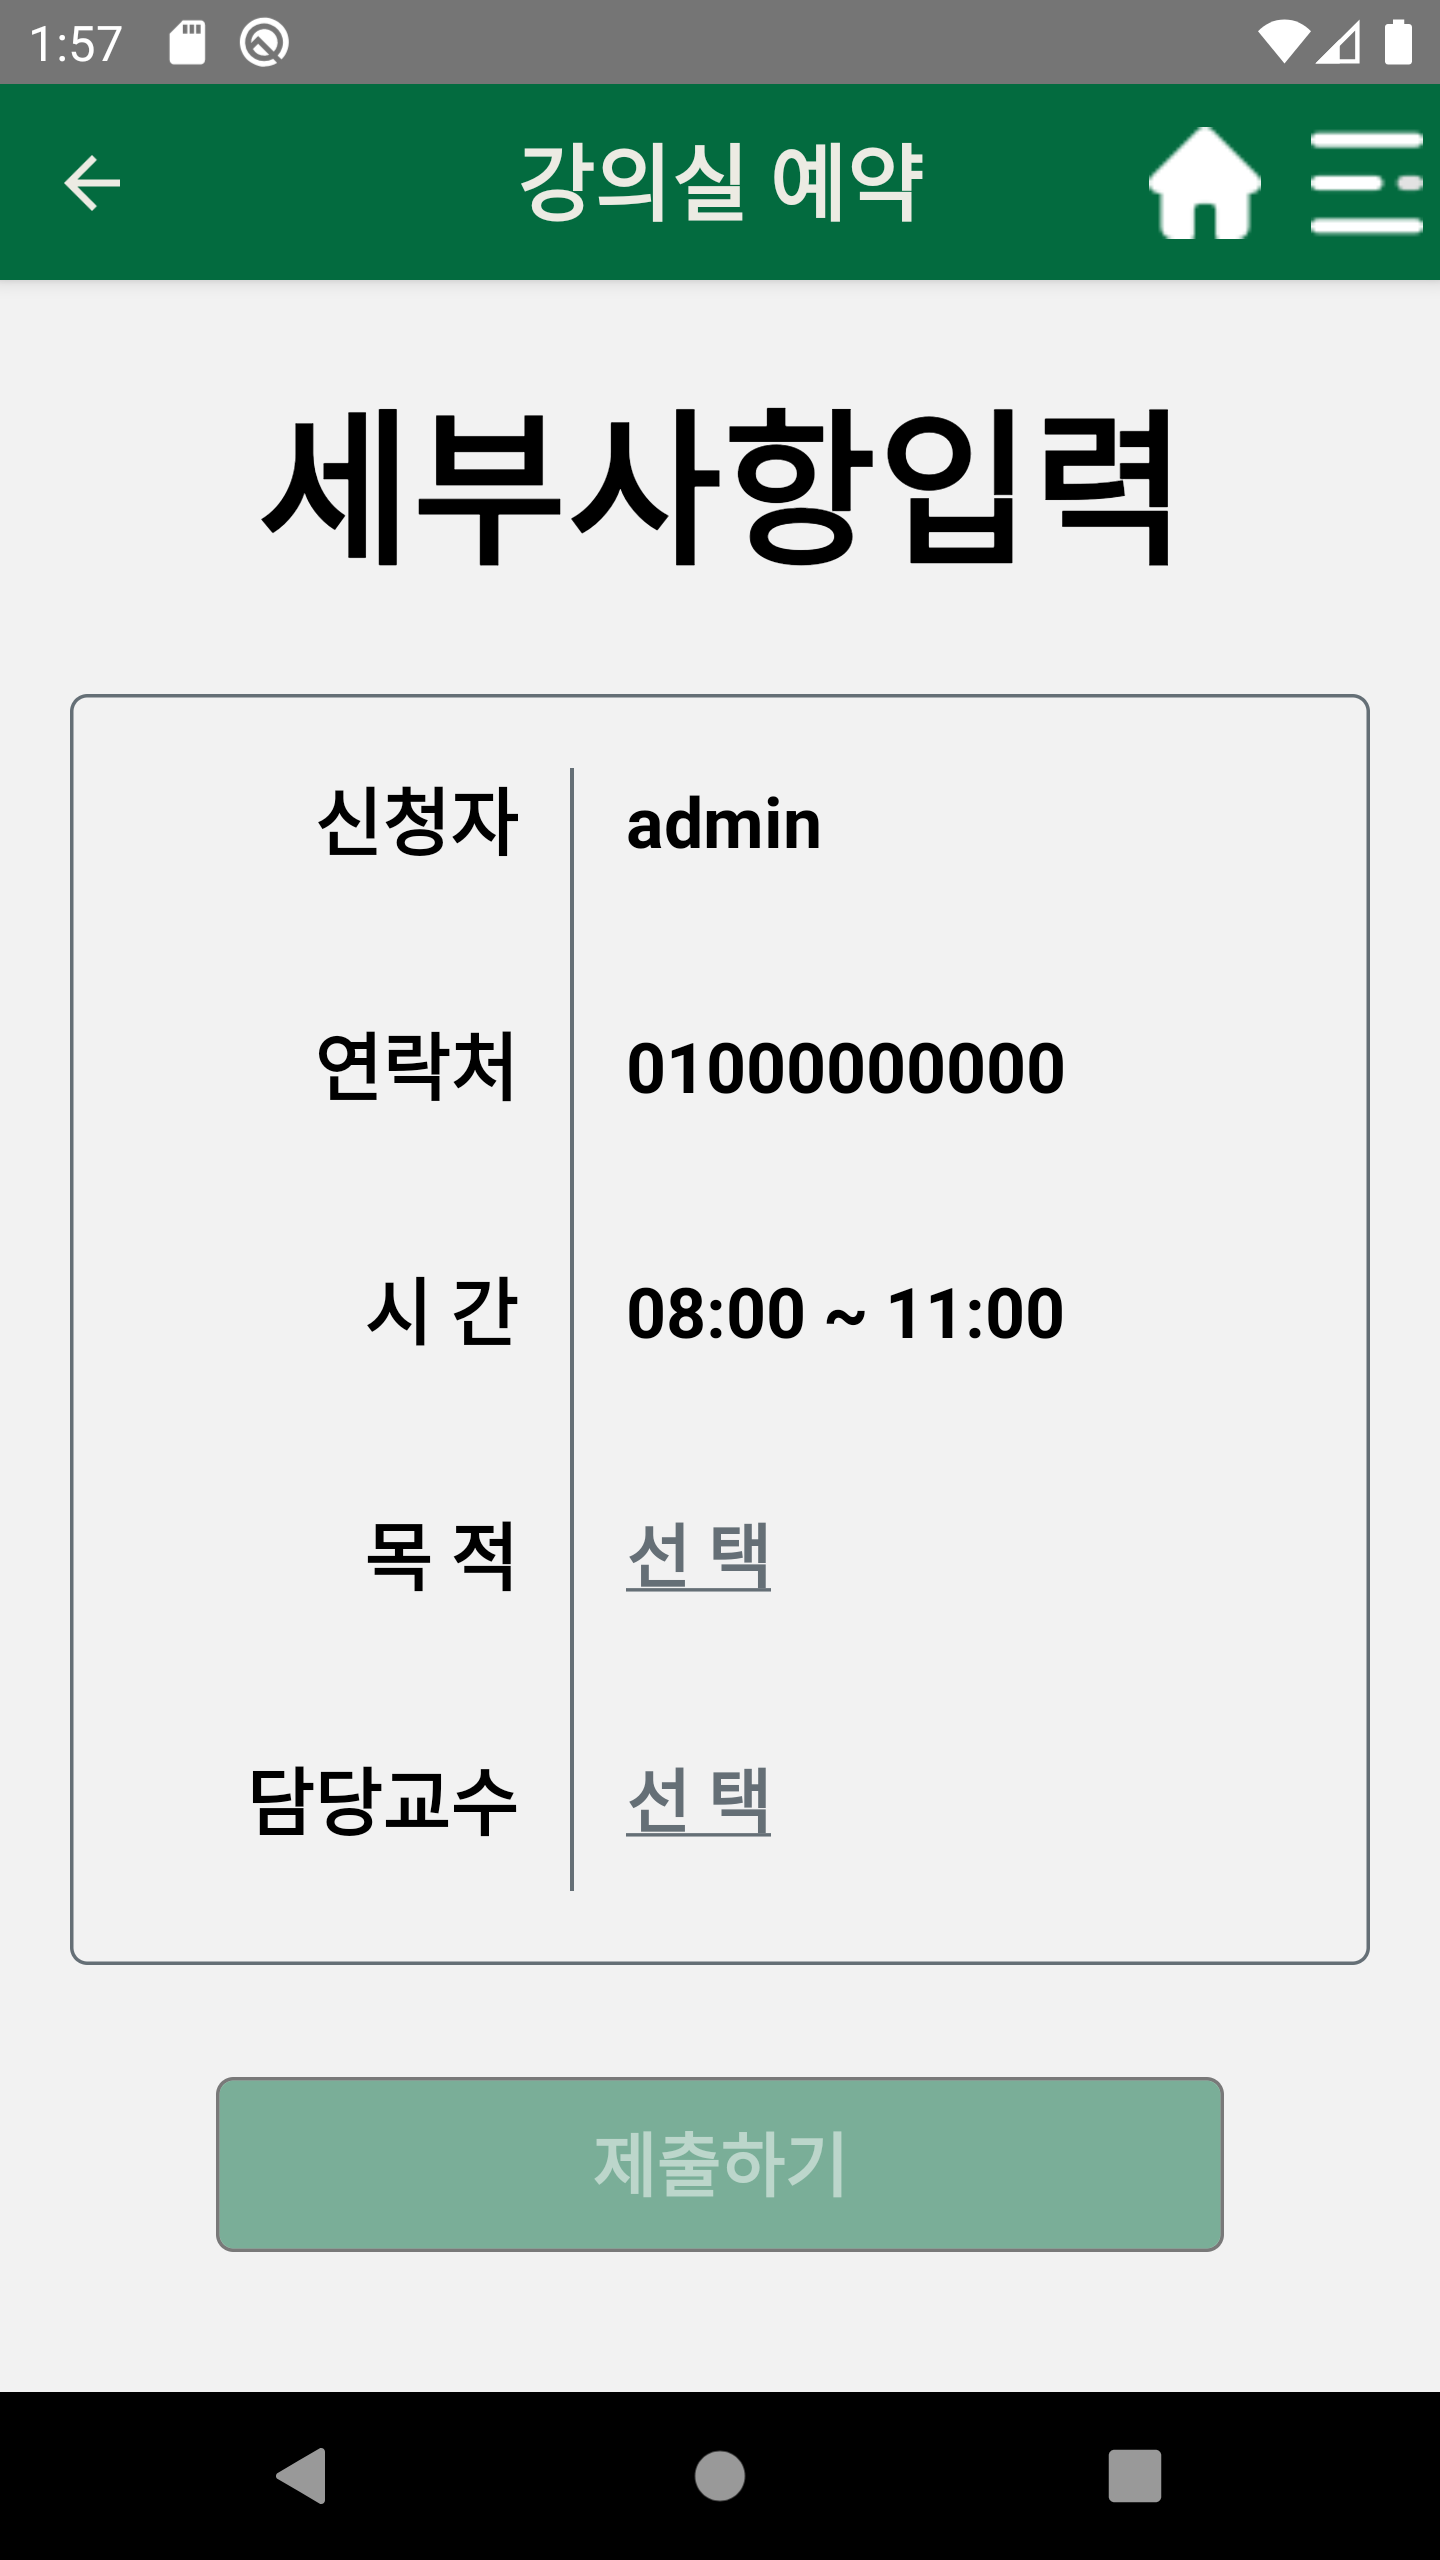 1:57
강의실 예약
세부사항입력
신청자 admin
연락처 01000000000
시 간 08:00 ~ 11:00
목 적 선 택
담당교수 선 택
제출하기